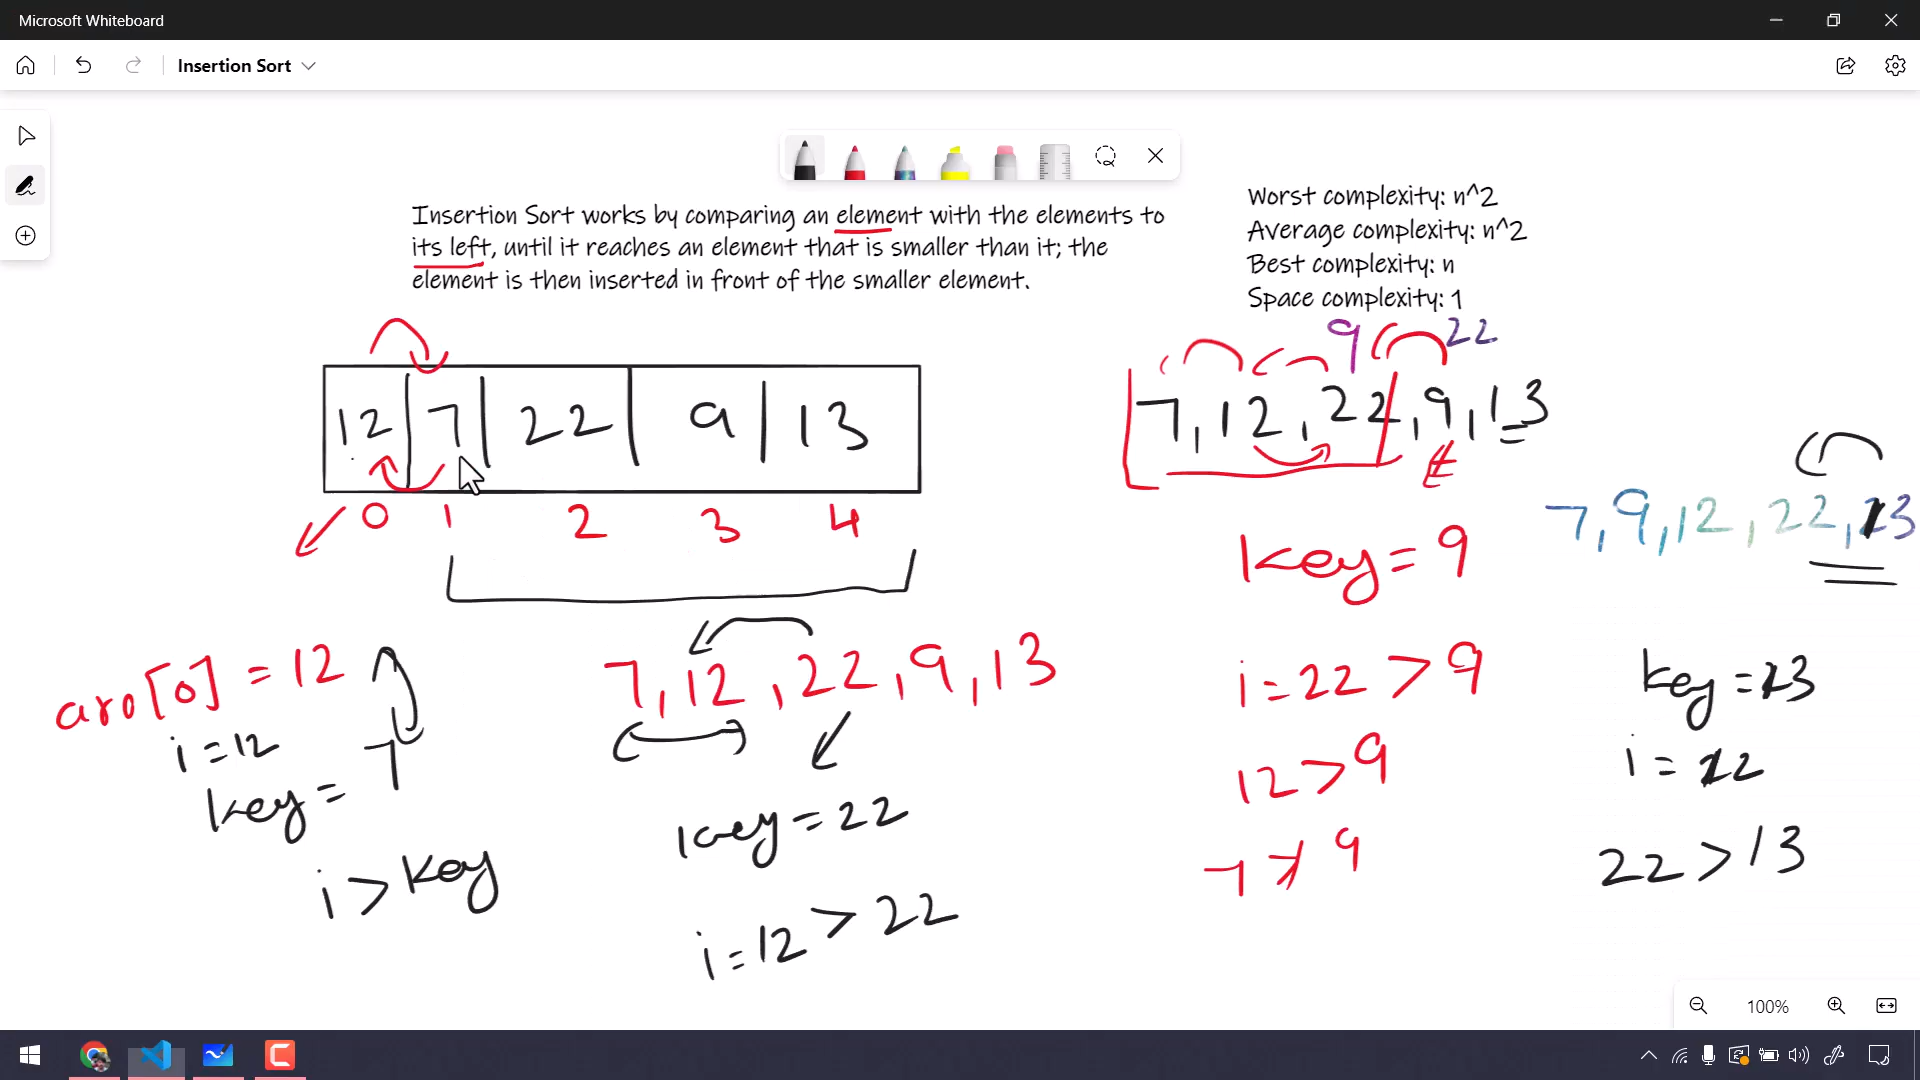 Microsoft Whiteboard
Insertion Sort
Insertion Sort works by comparing an element with the elements to
its left, until it reaches an element that is smaller than it; the
element is then inserted in front of the smaller element.
Worst complexity: n^2
Average complexity: n^2
Best complexity: n
Space complexity: 1
12 7 22 9 13
0 1 2 3 4
9 22
7, 12, 22, 9, 13
7, 9, 12, 22, 13
key = 9
i = 22 > 9
12 > 9
7 ≯ 9
key = 13
i = 22
22 > 13
arr[0] = 12
i = 12
key = 7
i > key
7, 12, 22, 9, 13
key = 22
i = 12 > 22
100%